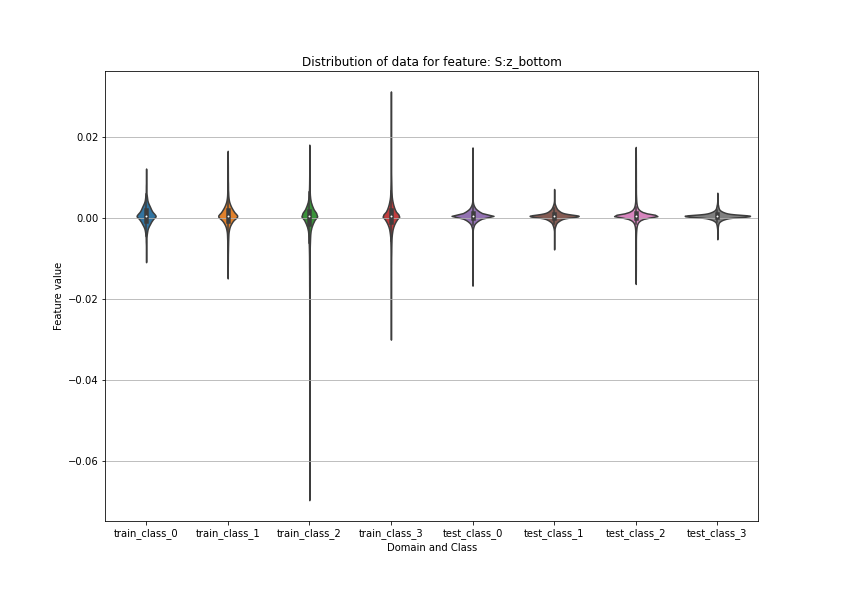 Distribution of data for feature: S:z_bottom
0.02
0.00
−0.02
−0.04
−0.06
Feature value
train_class_0 train_class_1 train_class_2 train_class_3 test_class_0 test_class_1 test_class_2 test_class_3
Domain and Class